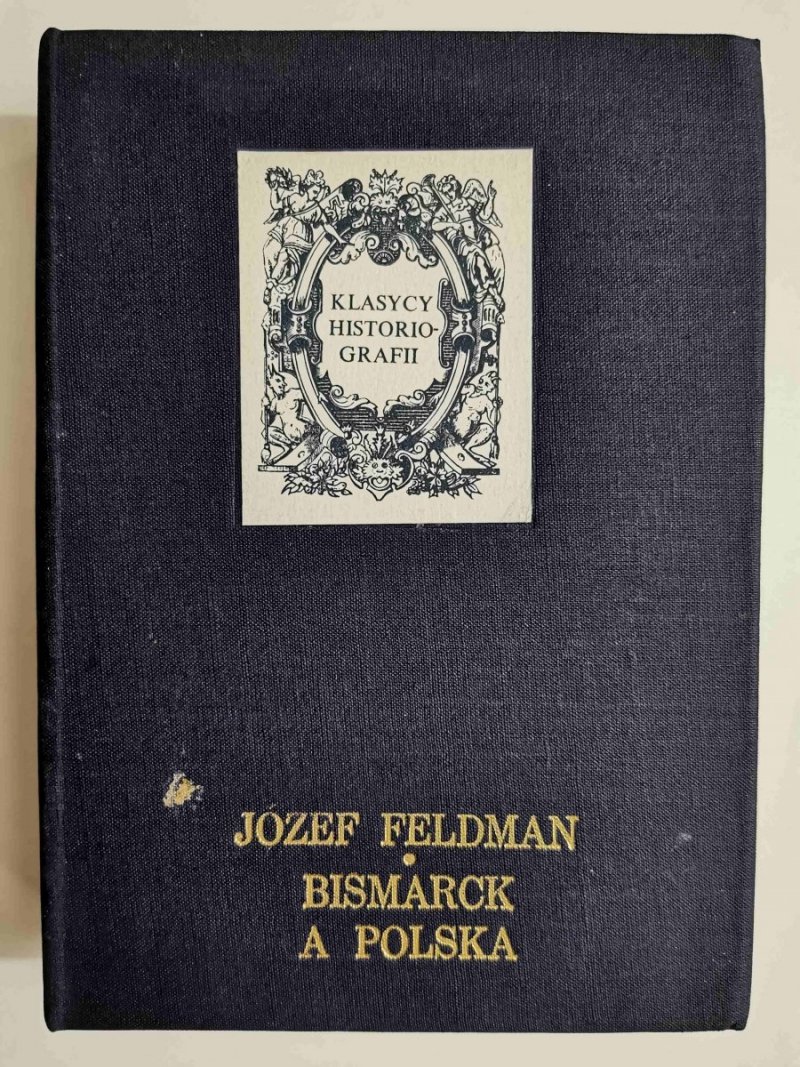 KLASYCY
HISTORIO-
GRAFII
JÓZEF FELDMAN
•
BISMARCK
A POLSKA